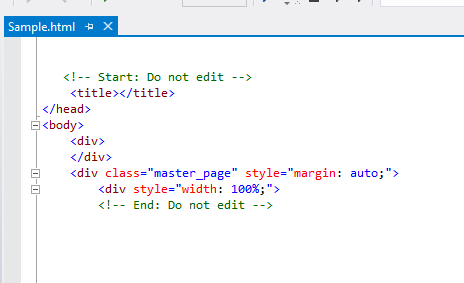 Sample.html
<!-- Start: Do not edit -->
<title></title>
</head>
<body>
<div>
</div>
<div class="master_page" style="margin: auto;">
<div style="width: 100%;">
<!-- End: Do not edit -->